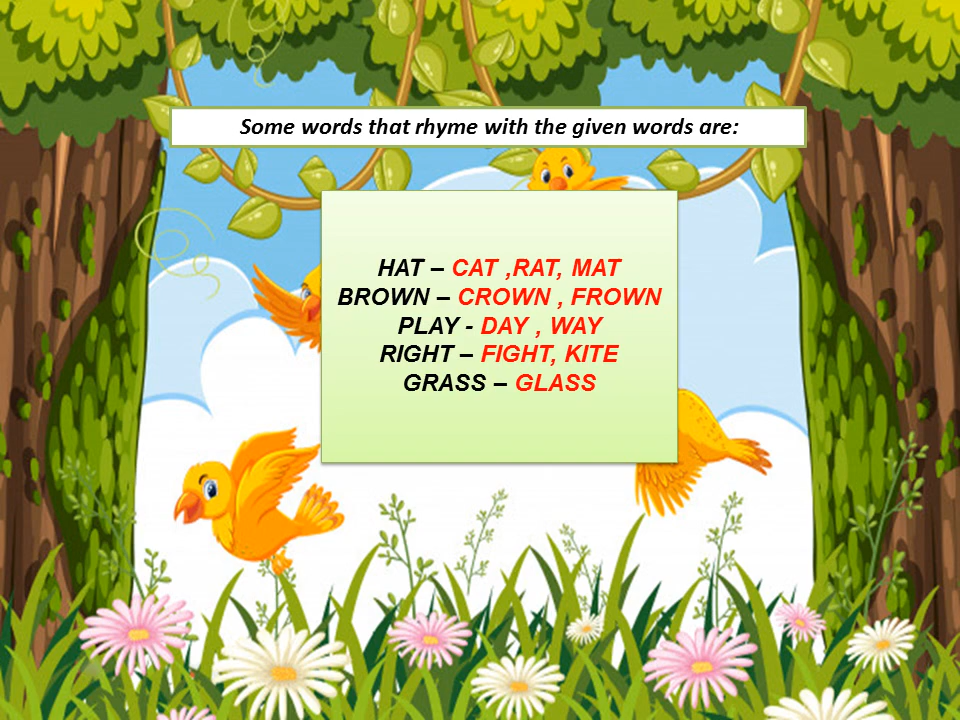 Some words that rhyme with the given words are:
HAT – CAT ,RAT, MAT
BROWN – CROWN , FROWN
PLAY - DAY , WAY
RIGHT – FIGHT, KITE
GRASS – GLASS